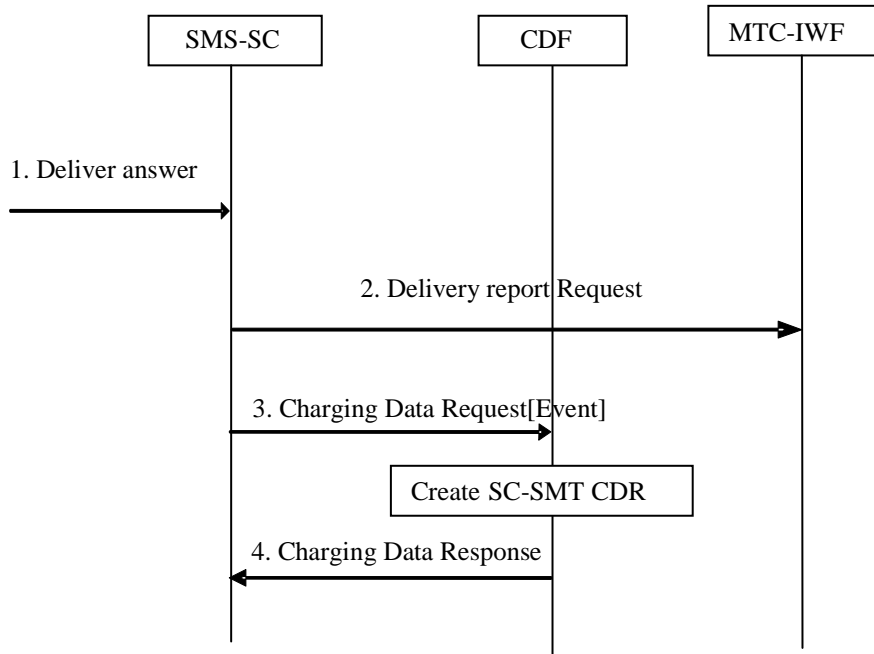 SMS-SC
CDF
MTC-IWF
1. Deliver answer
2. Delivery report Request
3. Charging Data Request[Event]
Create SC-SMT CDR
4. Charging Data Response